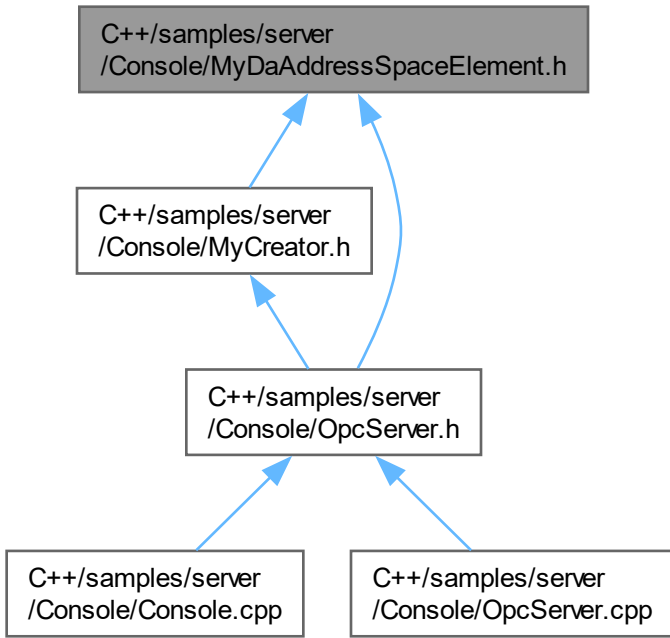 C++/samples/server
/Console/MyDaAddressSpaceElement.h
C++/samples/server
/Console/MyCreator.h
C++/samples/server
/Console/OpcServer.h
C++/samples/server
/Console/Console.cpp
C++/samples/server
/Console/OpcServer.cpp